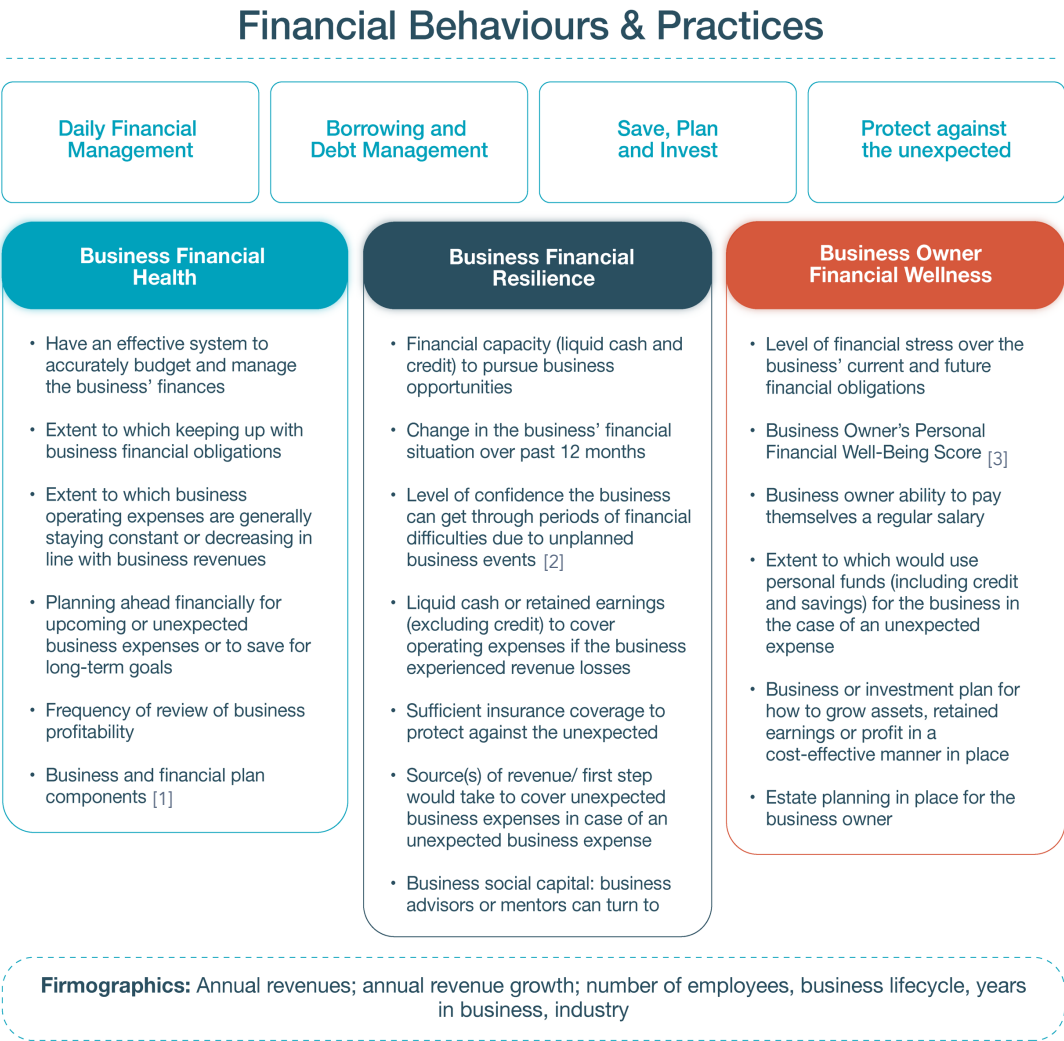 Financial Behaviours & Practices
Daily Financial
Management
Borrowing and
Debt Management
Save, Plan
and Invest
Protect against
the unexpected
Business Financial
Health
• Have an effective system to
accurately budget and manage
the business’ finances
• Extent to which keeping up with
business financial obligations
• Extent to which business
operating expenses are generally
staying constant or decreasing in
line with business revenues
• Planning ahead financially for
upcoming or unexpected
business expenses or to save for
long-term goals
• Frequency of review of business
profitability
• Business and financial plan
components [1]
Business Financial
Resilience
• Financial capacity (liquid cash and
credit) to pursue business
opportunities
• Change in the business’ financial
situation over past 12 months
• Level of confidence the business
can get through periods of financial
difficulties due to unplanned
business events [2]
• Liquid cash or retained earnings
(excluding credit) to cover
operating expenses if the business
experienced revenue losses
• Sufficient insurance coverage to
protect against the unexpected
• Source(s) of revenue/ first step
would take to cover unexpected
business expenses in case of an
unexpected business expense
• Business social capital: business
advisors or mentors can turn to
Business Owner
Financial Wellness
• Level of financial stress over the
business’ current and future
financial obligations
• Business Owner’s Personal
Financial Well-Being Score [3]
• Business owner ability to pay
themselves a regular salary
• Extent to which would use
personal funds (including credit
and savings) for the business in
the case of an unexpected
expense
• Business or investment plan for
how to grow assets, retained
earnings or profit in a
cost-effective manner in place
• Estate planning in place for the
business owner
Firmographics: Annual revenues; annual revenue growth; number of employees, business lifecycle, years
in business, industry